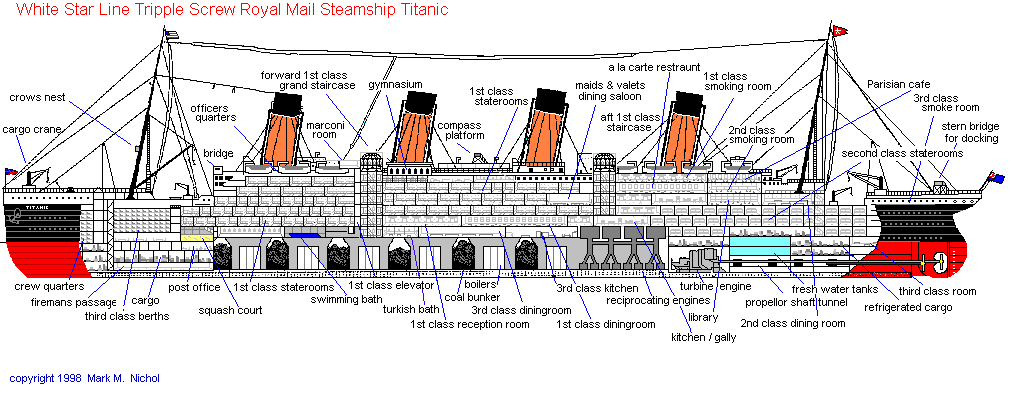 White Star Line Tripple Screw Royal Mail Steamship Titanic
crows nest
cargo crane
officers
quarters
bridge
forward 1st class
grand staircase
marconi
room
gymnasium
compass
platform
1st class
staterooms
maids & valets
dining saloon
a la carte restraunt
aft 1st class
staircase
1st class
smoking room
2nd class
smoking room
Parisian cafe
3rd class
smoke room
stern bridge
for docking
second class staterooms
TITANIC
crew quarters
firemans passage
third class berths
cargo
post office
squash court
1st class staterooms
swimming bath
1st class elevator
turkish bath
1st class reception room
coal bunker
boilers
3rd class diningroom
3rd class kitchen
1st class diningroom
reciprocating engines
kitchen / gally
library
turbine engine
2nd class dining room
propellor shaft tunnel
fresh water tanks
refrigerated cargo
third class room
copyright 1998 Mark M. Nichol